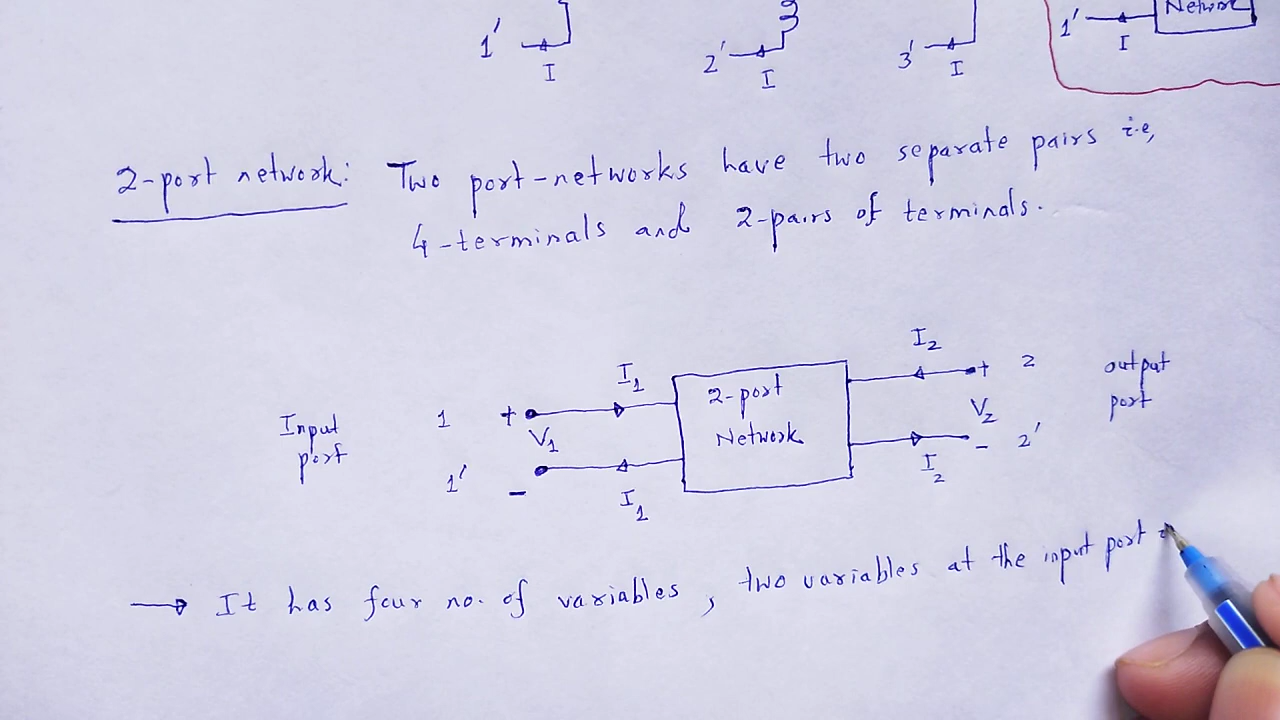 1' I
2' I
3' I
1' I Network
2-port network: Two port-networks have two separate pairs i.e,
4-terminals and 2-pairs of terminals.
Input port
1 + V1 I1
1' - I1
2-port Network
I2 + 2
V2
I2 - 2'
output port
→ It has four no. of variables, two variables at the input port